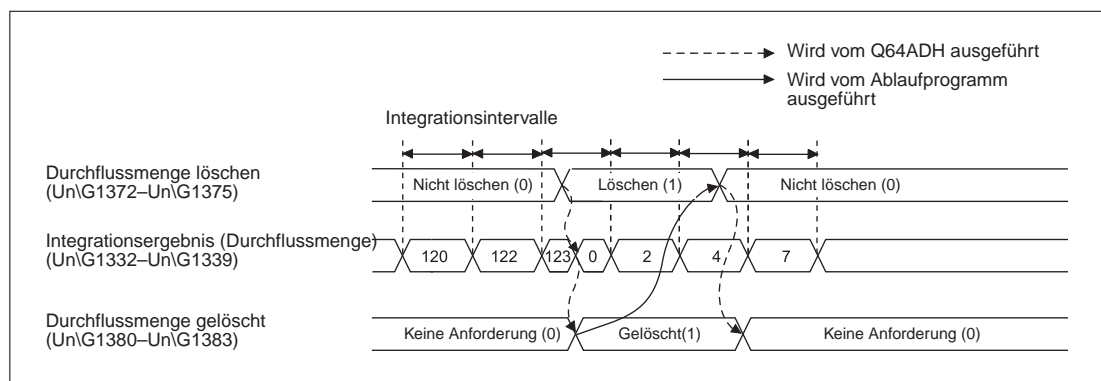 Wird vom Q64ADH ausgeführt
Wird vom Ablaufprogramm
ausgeführt
Integrationsintervalle
Durchflussmenge löschen
(Un\G1372–Un\G1375)
Nicht löschen (0) Löschen (1) Nicht löschen (0)
Integrationsergebnis (Durchflussmenge)
(Un\G1332–Un\G1339)
120 122 123 0 2 4 7
Durchflussmenge gelöscht
(Un\G1380–Un\G1383)
Keine Anforderung (0) Gelöscht(1) Keine Anforderung (0)